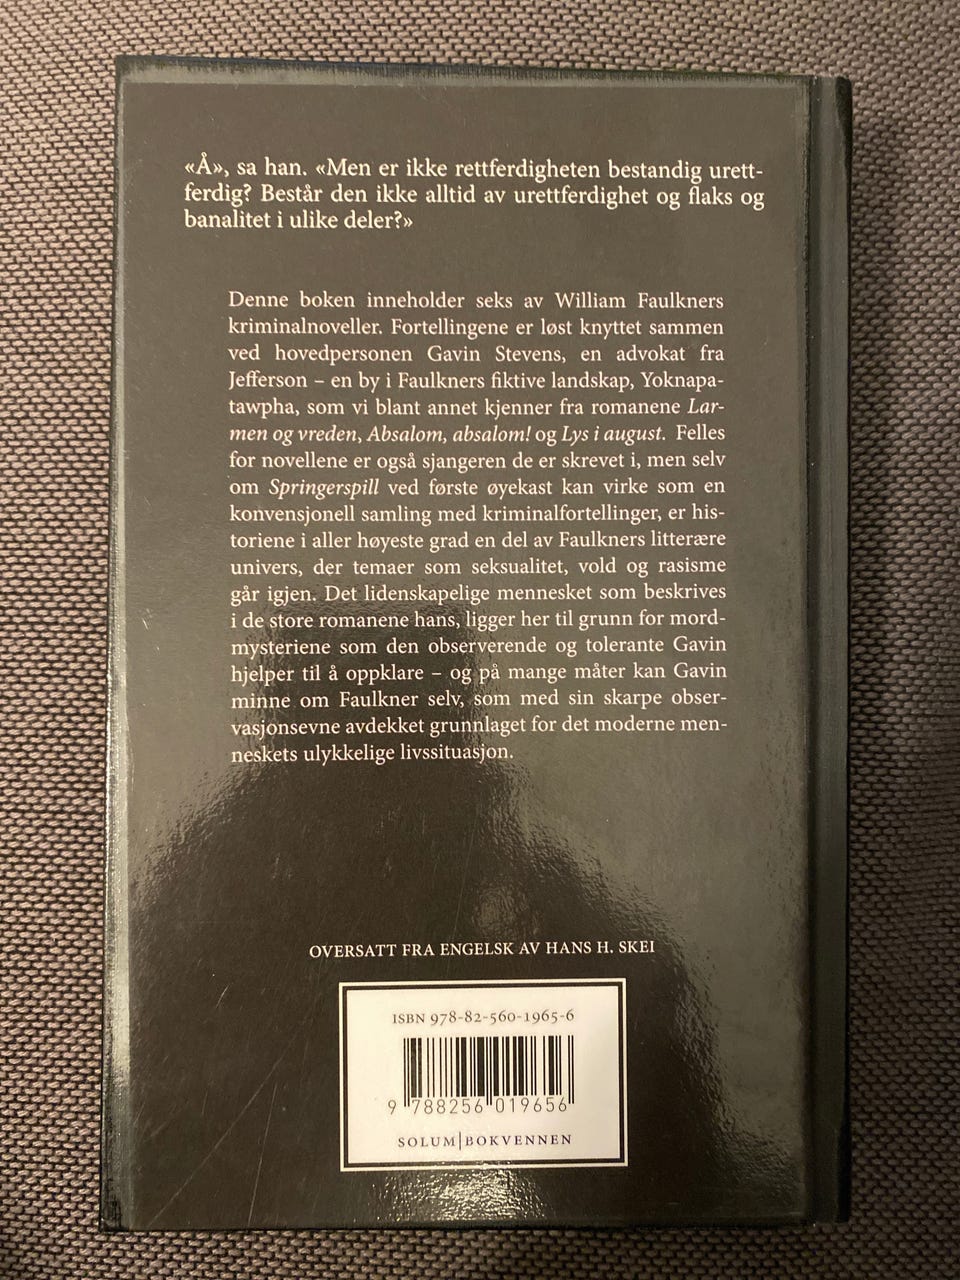 «Å», sa han. «Men er ikke rettferdigheten bestandig urett-
ferdig? Består den ikke alltid av urettferdighet og flaks og
banalitet i ulike deler?»
Denne boken inneholder seks av William Faulkners
kriminalnoveller. Fortellingene er løst knyttet sammen
ved hovedpersonen Gavin Stevens, en advokat fra
Jefferson – en by i Faulkners fiktive landskap, Yoknapa-
tawpha, som vi blant annet kjenner fra romanene Lar-
men og vreden, Absalom, absalom! og Lys i august. Felles
for novellene er også sjangeren de er skrevet i, men selv
om Springerspill ved første øyekast kan virke som en
konvensjonell samling med kriminalfortellinger, er his-
toriene i aller høyeste grad en del av Faulkners litterære
univers, der temaer som seksualitet, vold og rasisme
går igjen. Det lidenskapelige mennesket som beskrives
i de store romanene hans, ligger her til grunn for mord-
mysteriene som den observerende og tolerante Gavin
hjelper til å oppklare – og på mange måter kan Gavin
minne om Faulkner selv, som med sin skarpe obser-
vasjonsevne avdekket grunnlaget for det moderne men-
neskets ulykkelige livssituasjon.
OVERSATT FRA ENGELSK AV HANS H. SKEI
ISBN 978-82-560-1965-6
9 788256 019656
SOLUM|BOKVENNEN